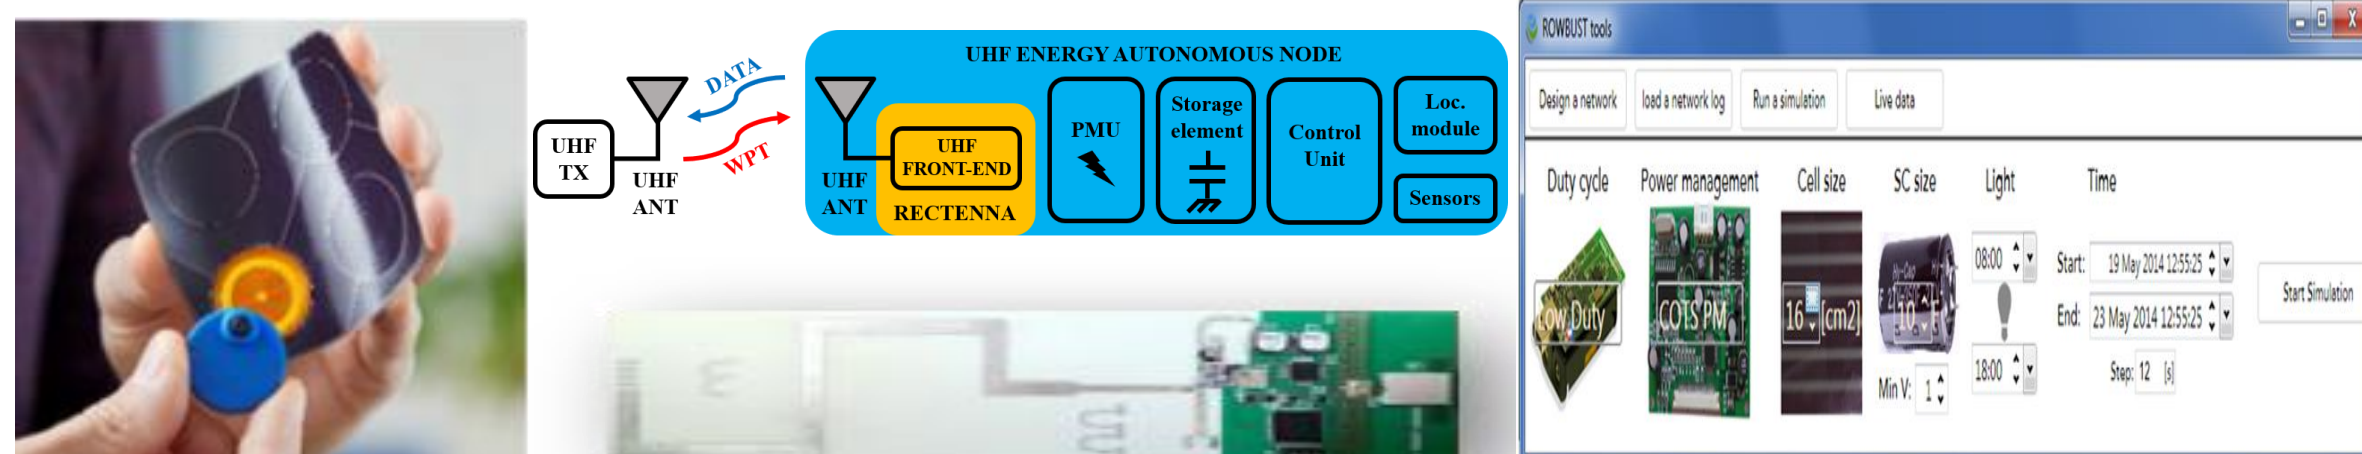 DATA
WPT
UHF
TX
UHF
ANT
UHF ENERGY AUTONOMOUS NODE
UHF
ANT
UHF
FRONT-END
RECTENNA
PMU
Storage
element
Control
Unit
Loc.
module
Sensors
ROWBUST tools
Design a network
load a network log
Run a simulation
Live data
Duty cycle
Power management
Cell size
SC size
Light
Time
Low Duty
COTS PM
16 [cm2]
10 F
Min V: 1
08:00
18:00
Start: 19 May 2014 12:55:25
End: 23 May 2014 12:55:25
Step: 12 [s]
Start Simulation